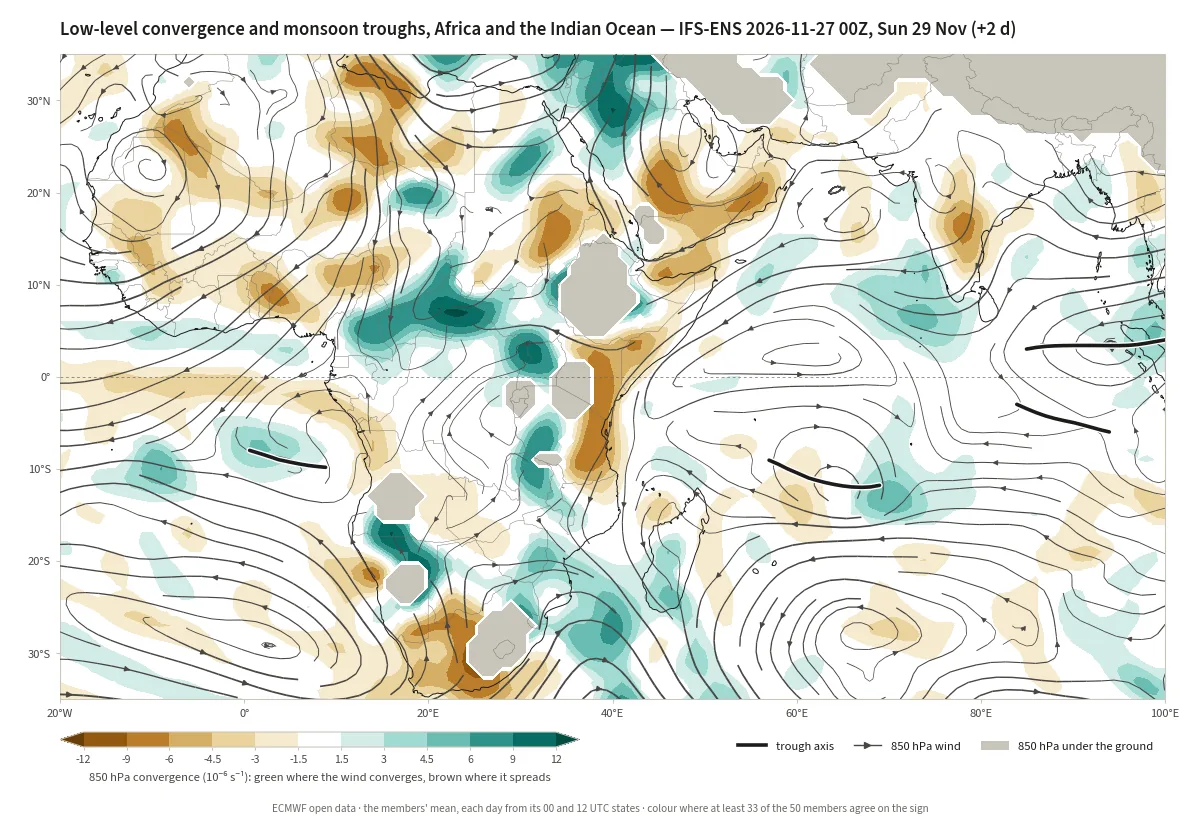 Low-level convergence and monsoon troughs, Africa and the Indian Ocean — IFS-ENS 2026-11-27 00Z, Sun 29 Nov (+2 d)
30°N
20°N
10°N
0°
10°S
20°S
30°S
20°W 0° 20°E 40°E 60°E 80°E 100°E
-12 -9 -6 -4.5 -3 -1.5 1.5 3 4.5 6 9 12
850 hPa convergence (10⁻⁶ s⁻¹): green where the wind converges, brown where it spreads
trough axis 850 hPa wind 850 hPa under the ground
ECMWF open data · the members' mean, each day from its 00 and 12 UTC states · colour where at least 33 of the 50 members agree on the sign